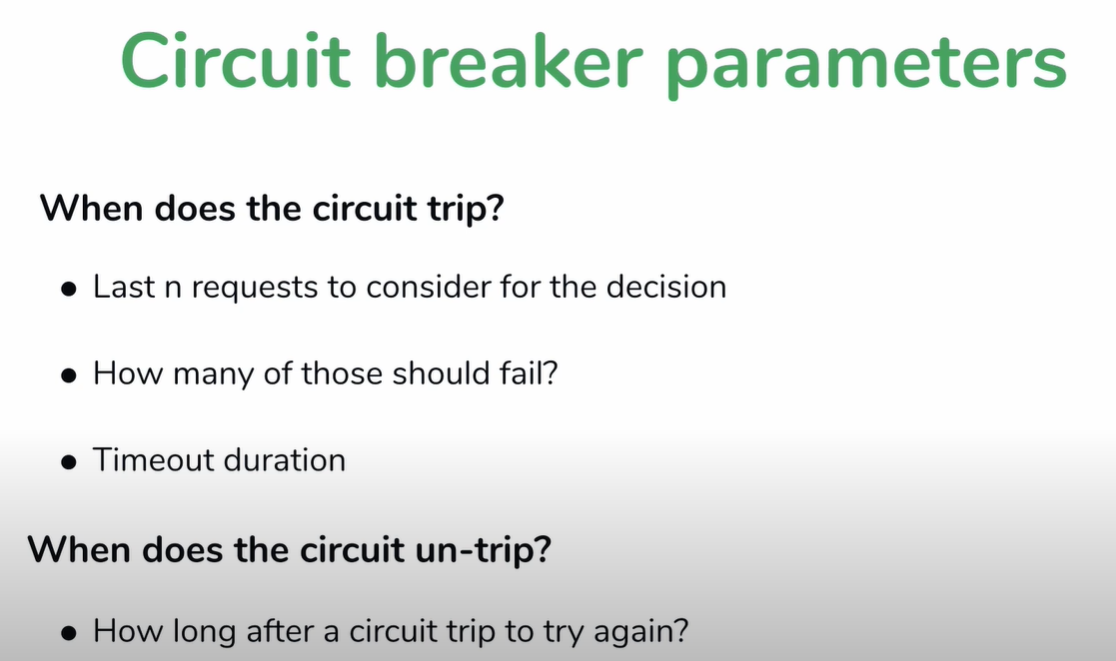 Circuit breaker parameters
When does the circuit trip?
● Last n requests to consider for the decision
● How many of those should fail?
● Timeout duration
When does the circuit un-trip?
● How long after a circuit trip to try again?